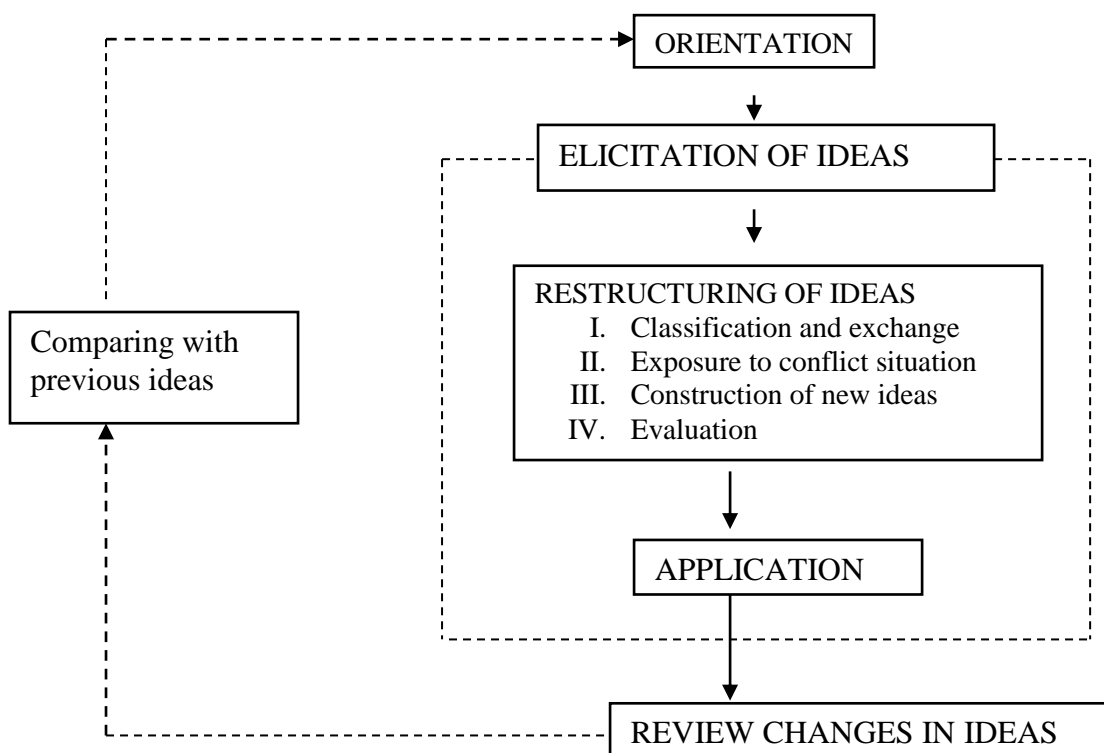 ORIENTATION
ELICITATION OF IDEAS
RESTRUCTURING OF IDEAS
I. Classification and exchange
II. Exposure to conflict situation
III. Construction of new ideas
IV. Evaluation
Comparing with
previous ideas
APPLICATION
REVIEW CHANGES IN IDEAS